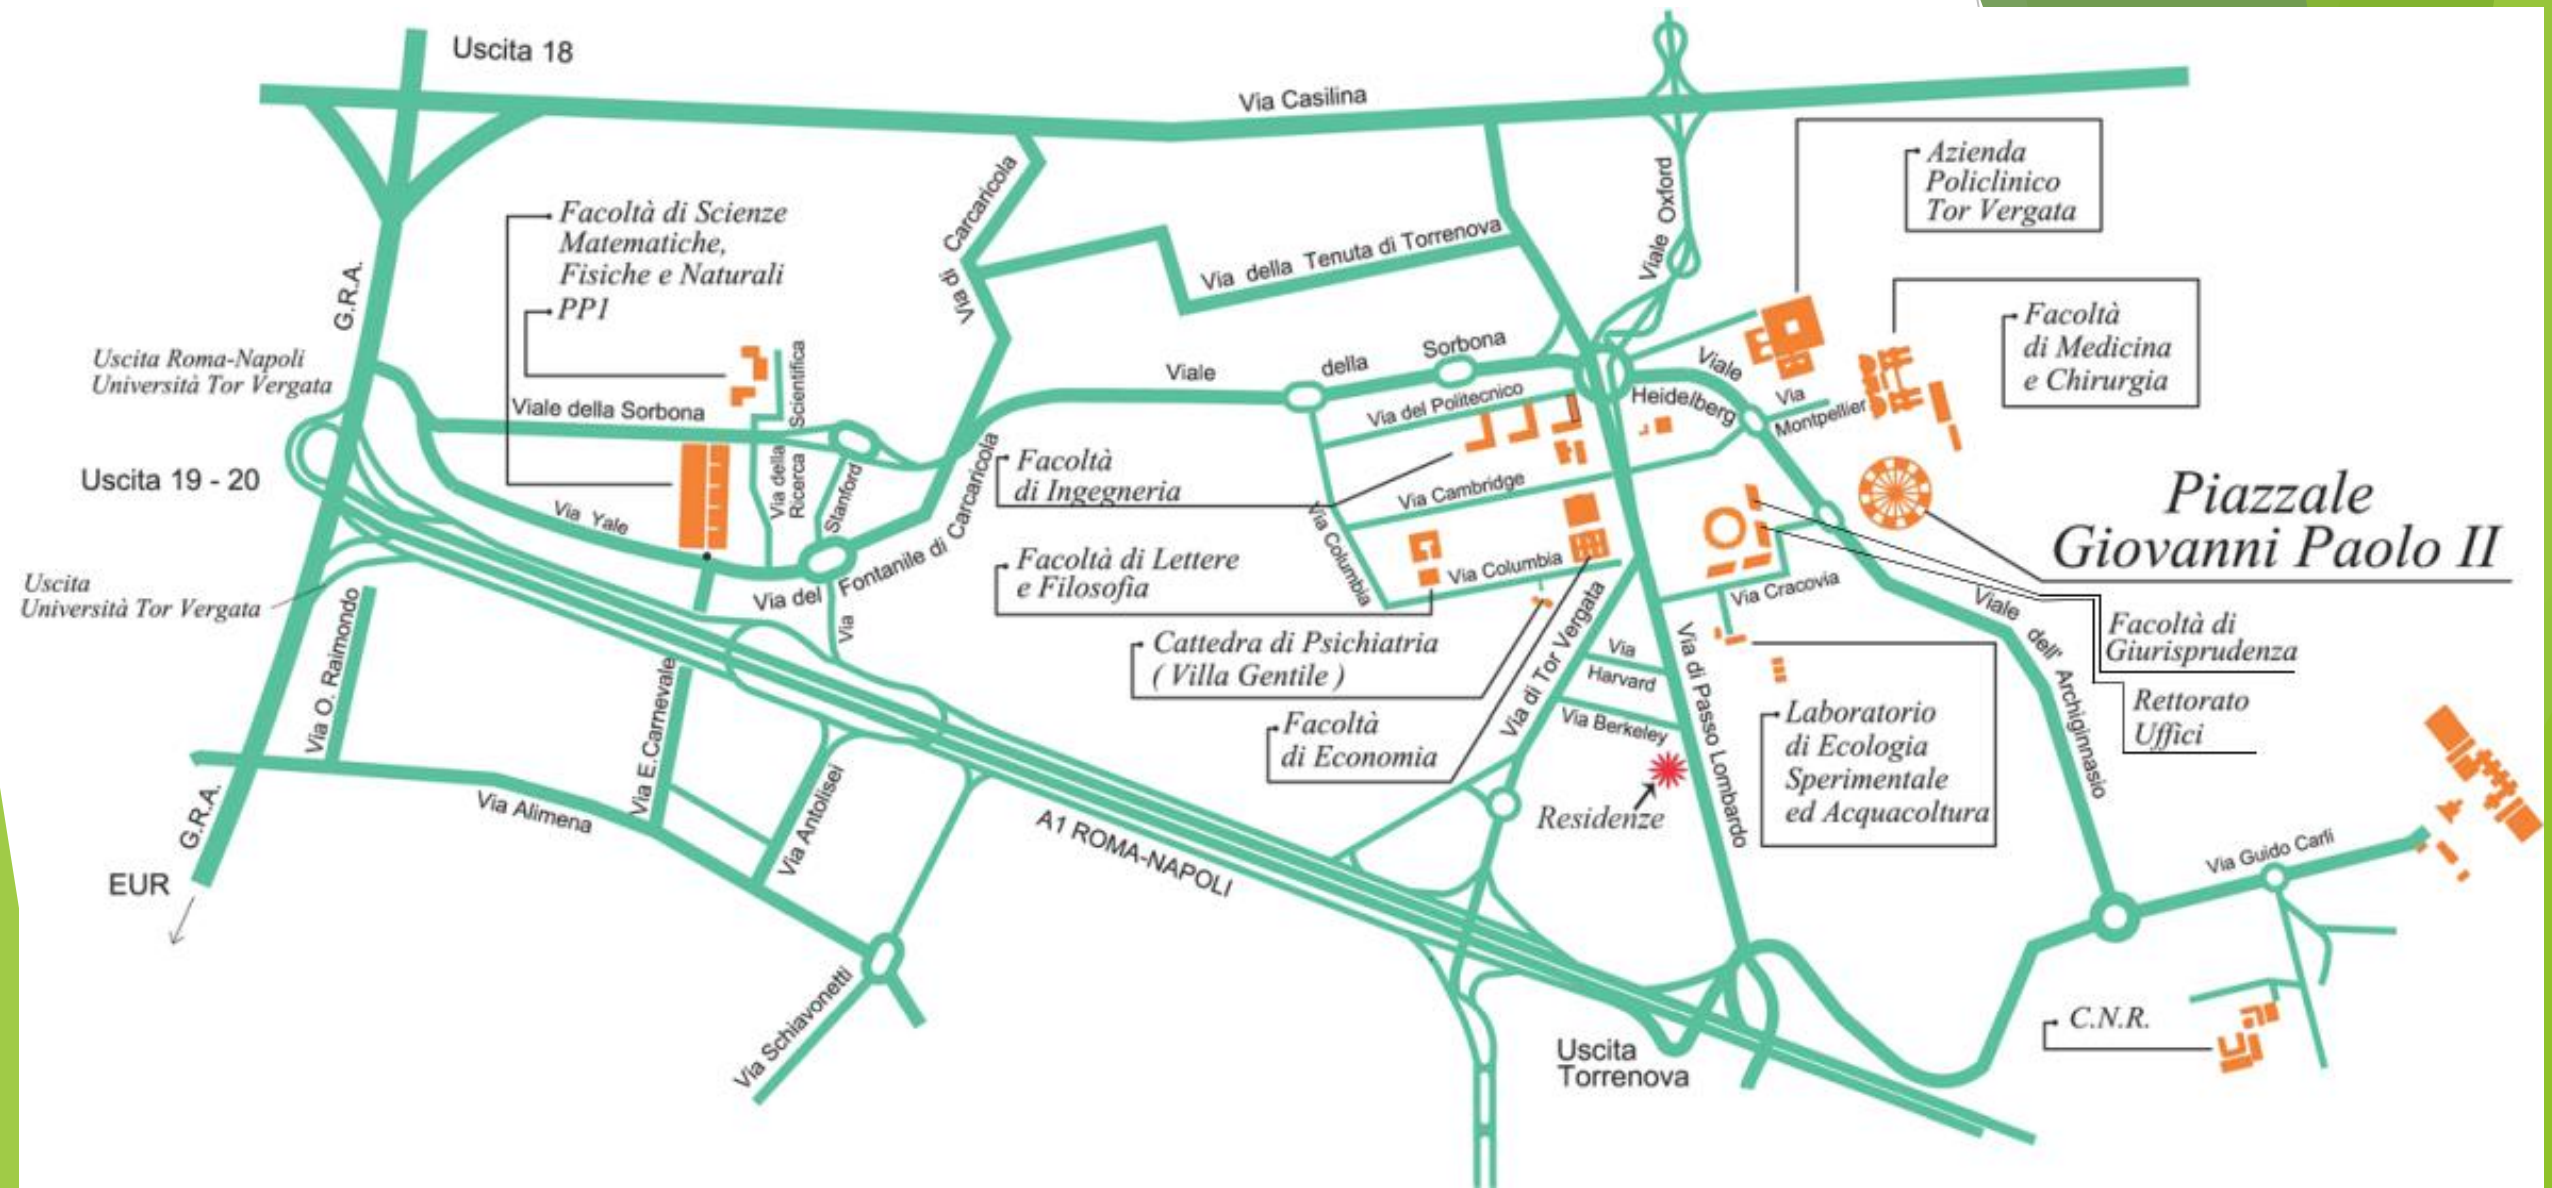 Uscita 18
Via Casilina
Azienda
Policlinico
Tor Vergata
Viale Oxford
Carcaricola
Via di
Facoltà di Scienze
Matematiche,
Fisiche e Naturali
PP1
Via della Tenuta di Torrenova
G.R.A.
Facoltà
di Medicina
e Chirurgia
Uscita Roma-Napoli
Università Tor Vergata
Viale della Sorbona
Via della
Ricerca Scientifica
Viale della Sorbona
Viale
Heidelberg
Via
Montpellier
Via del Politecnico
Uscita 19 - 20
Stanford
Via
Via Yale
Via del Fontanile di Carcaricola
Facoltà
di Ingegneria
Via Cambridge
Via Columbia
Piazzale
Giovanni Paolo II
Facoltà di Lettere
e Filosofia
Via Columbia
Via Cracovia
Uscita
Università Tor Vergata
Via O. Raimondo
Viale dell' Archiginnasio
Facoltà di
Giurisprudenza
Cattedra di Psichiatria
( Villa Gentile )
Via di Tor Vergata
Via
Harvard
Via di Passo Lombardo
Via E.Carnevale
Rettorato
Uffici
Facoltà
di Economia
Via Berkeley
Laboratorio
di Ecologia
Sperimentale
ed Acquacoltura
Residenze
G.R.A.
Via Alimena
Via Antolisei
A1 ROMA-NAPOLI
Via Guido Carli
EUR
Via Schiavonetti
C.N.R.
Uscita
Torrenova